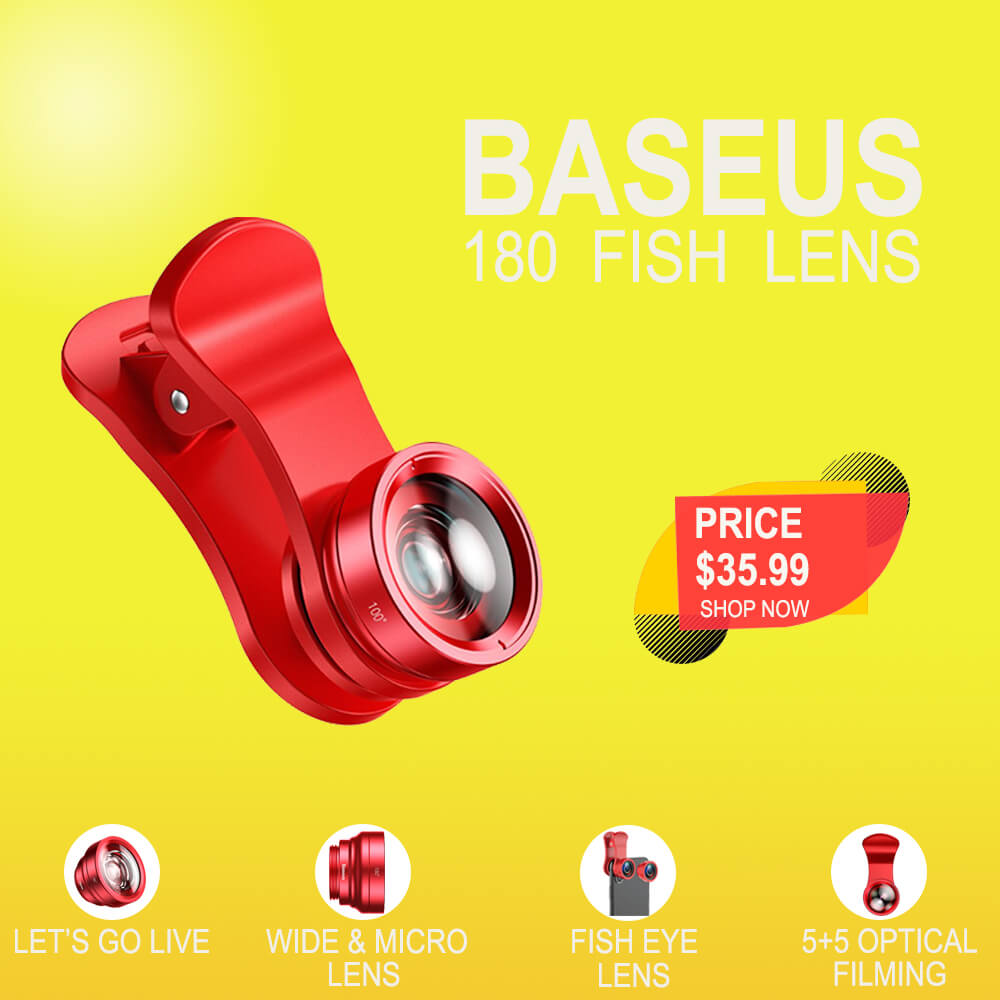 BASEUS
180 FISH LENS
100°
PRICE
$35.99
SHOP NOW
LET'S GO LIVE
WIDE & MICRO
LENS
FISH EYE
LENS
5+5 OPTICAL
FILMING